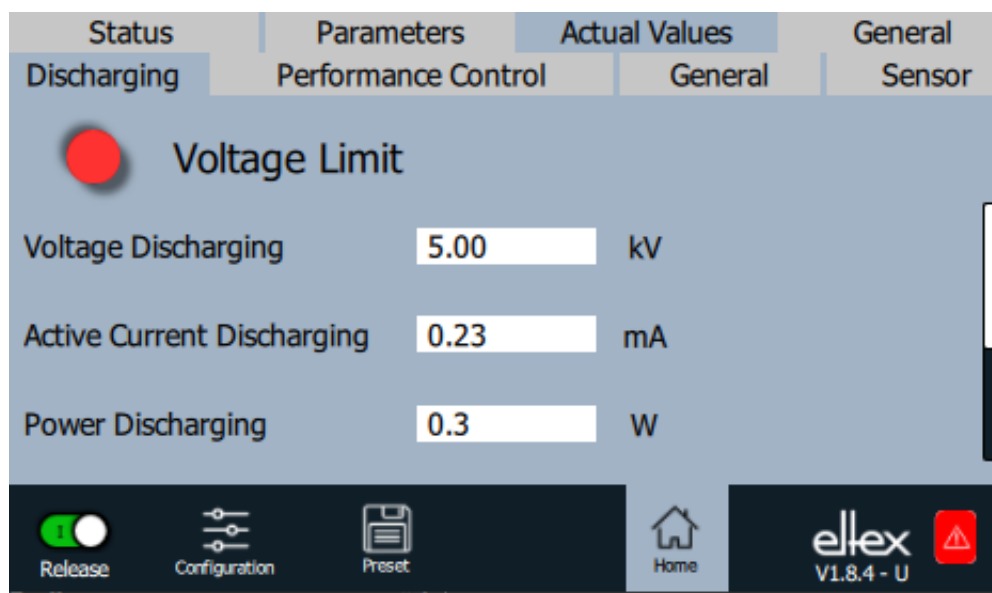 Status Parameters Actual Values General
Discharging Performance Control General Sensor
Voltage Limit
Voltage Discharging 5.00 kV
Active Current Discharging 0.23 mA
Power Discharging 0.3 W
I
Release Configuration Preset Home eltex
V1.8.4 - U